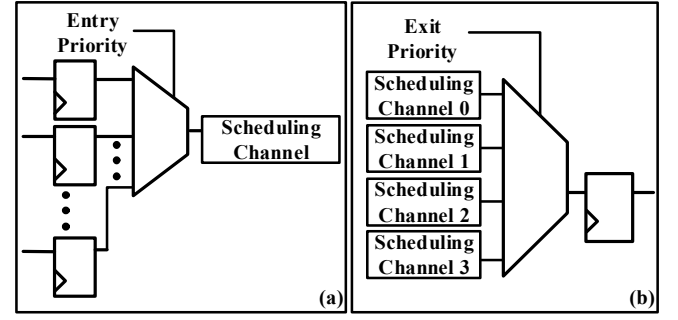 Entry
Priority
Scheduling
Channel
(a)
Exit
Priority
Scheduling
Channel 0
Scheduling
Channel 1
Scheduling
Channel 2
Scheduling
Channel 3
(b)